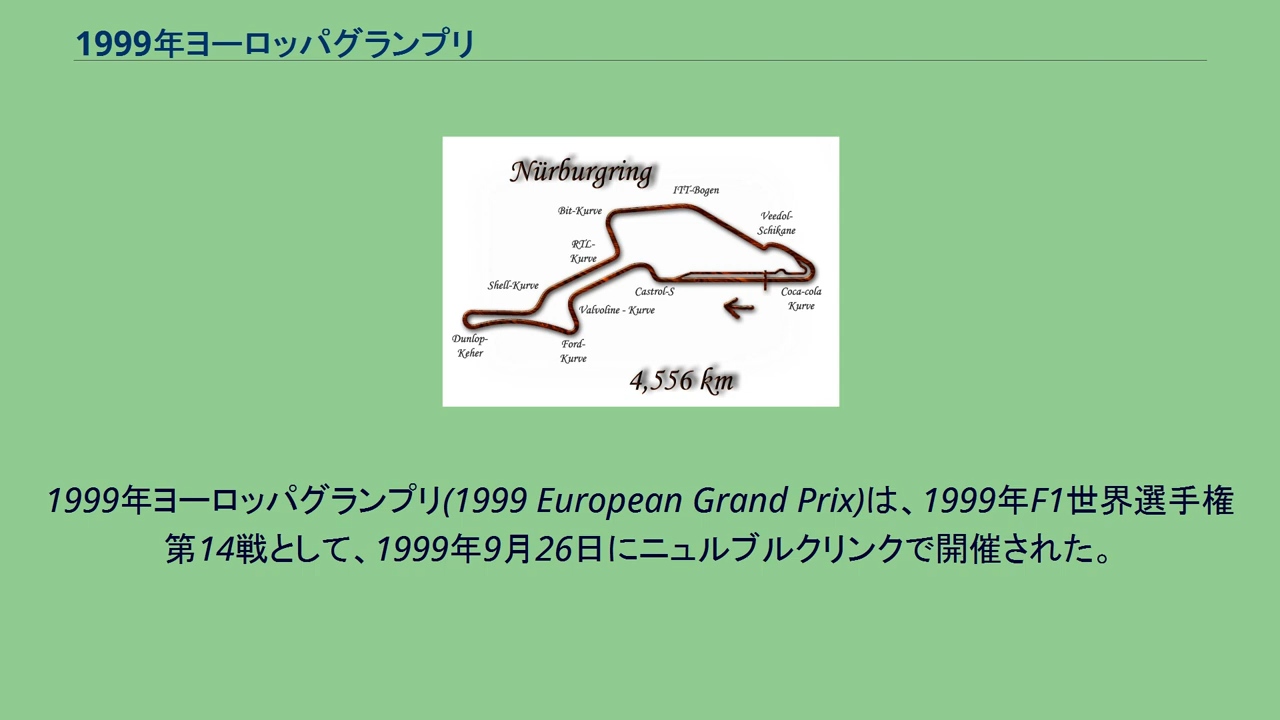 1999年ヨーロッパグランプリ
Nürburgring
ITT-Bogen
Bit-Kurve
Veedol-
Schikane
RTL-
Kurve
Shell-Kurve
Castrol-S
Coca-cola
Kurve
Valvoline - Kurve
Dunlop-
Keher
Ford-
Kurve
4,556 km
1999年ヨーロッパグランプリ(1999 European Grand Prix)は、1999年F1世界選手権
第14戦として、1999年9月26日にニュルブルクリンクで開催された。